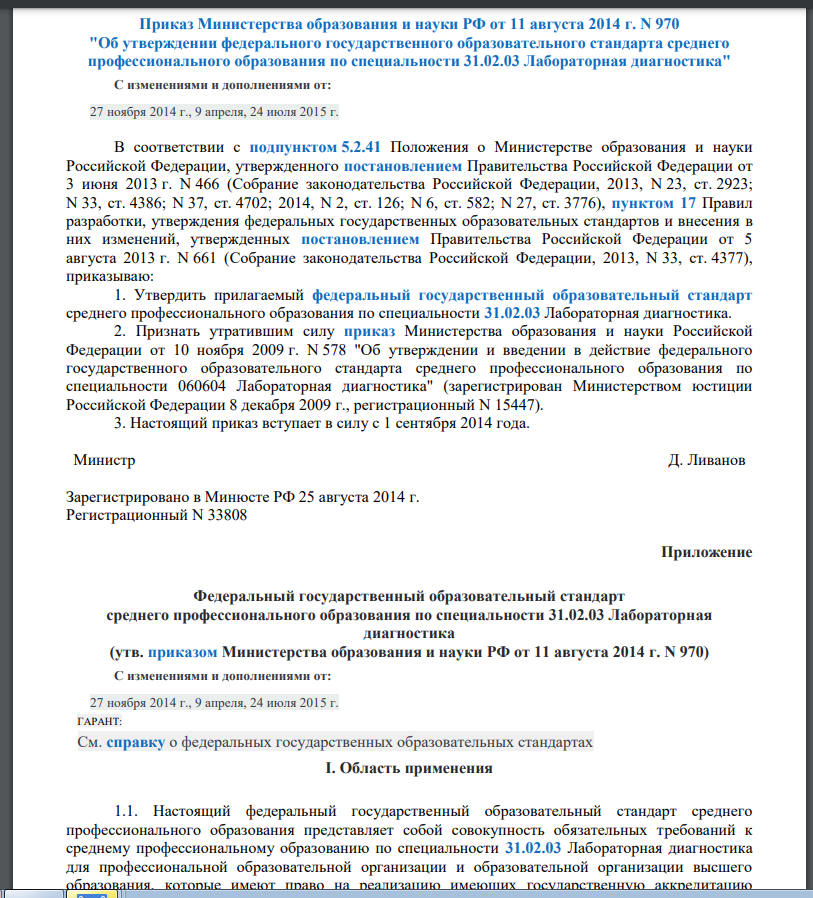 Приказ Министерства образования и науки РФ от 11 августа 2014 г. N 970
"Об утверждении федерального государственного образовательного стандарта среднего
профессионального образования по специальности 31.02.03 Лабораторная диагностика"
С изменениями и дополнениями от:
27 ноября 2014 г., 9 апреля, 24 июля 2015 г.
В соответствии с подпунктом 5.2.41 Положения о Министерстве образования и науки
Российской Федерации, утвержденного постановлением Правительства Российской Федерации от
3 июня 2013 г. N 466 (Собрание законодательства Российской Федерации, 2013, N 23, ст. 2923;
N 33, ст. 4386; N 37, ст. 4702; 2014, N 2, ст. 126; N 6, ст. 582; N 27, ст. 3776), пунктом 17 Правил
разработки, утверждения федеральных государственных образовательных стандартов и внесения в
них изменений, утвержденных постановлением Правительства Российской Федерации от 5
августа 2013 г. N 661 (Собрание законодательства Российской Федерации, 2013, N 33, ст. 4377),
приказываю:
1. Утвердить прилагаемый федеральный государственный образовательный стандарт
среднего профессионального образования по специальности 31.02.03 Лабораторная диагностика.
2. Признать утратившим силу приказ Министерства образования и науки Российской
Федерации от 10 ноября 2009 г. N 578 "Об утверждении и введении в действие федерального
государственного образовательного стандарта среднего профессионального образования по
специальности 060604 Лабораторная диагностика" (зарегистрирован Министерством юстиции
Российской Федерации 8 декабря 2009 г., регистрационный N 15447).
3. Настоящий приказ вступает в силу с 1 сентября 2014 года.
Министр Д. Ливанов
Зарегистрировано в Минюсте РФ 25 августа 2014 г.
Регистрационный N 33808
Приложение
Федеральный государственный образовательный стандарт
среднего профессионального образования по специальности 31.02.03 Лабораторная
диагностика
(утв. приказом Министерства образования и науки РФ от 11 августа 2014 г. N 970)
С изменениями и дополнениями от:
27 ноября 2014 г., 9 апреля, 24 июля 2015 г.
ГАРАНТ:
См. справку о федеральных государственных образовательных стандартах
I. Область применения
1.1. Настоящий федеральный государственный образовательный стандарт среднего
профессионального образования представляет собой совокупность обязательных требований к
среднему профессиональному образованию по специальности 31.02.03 Лабораторная диагностика
для профессиональной образовательной организации и образовательной организации высшего
образования, которые имеют право на реализацию имеющих государственную аккредитацию